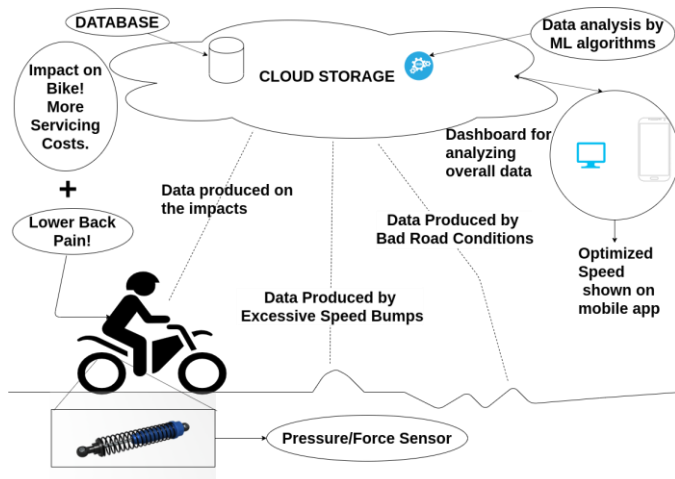 DATABASE
Data analysis by
ML algorithms
Impact on
Bike!
More
Servicing
Costs.
CLOUD STORAGE
+
Lower Back
Pain!
Data produced on
the impacts
Dashboard for
analyzing
overall data
Data Produced by
Bad Road Conditions
Optimized
Speed
shown on
mobile app
Data Produced by
Excessive Speed Bumps
Pressure/Force Sensor